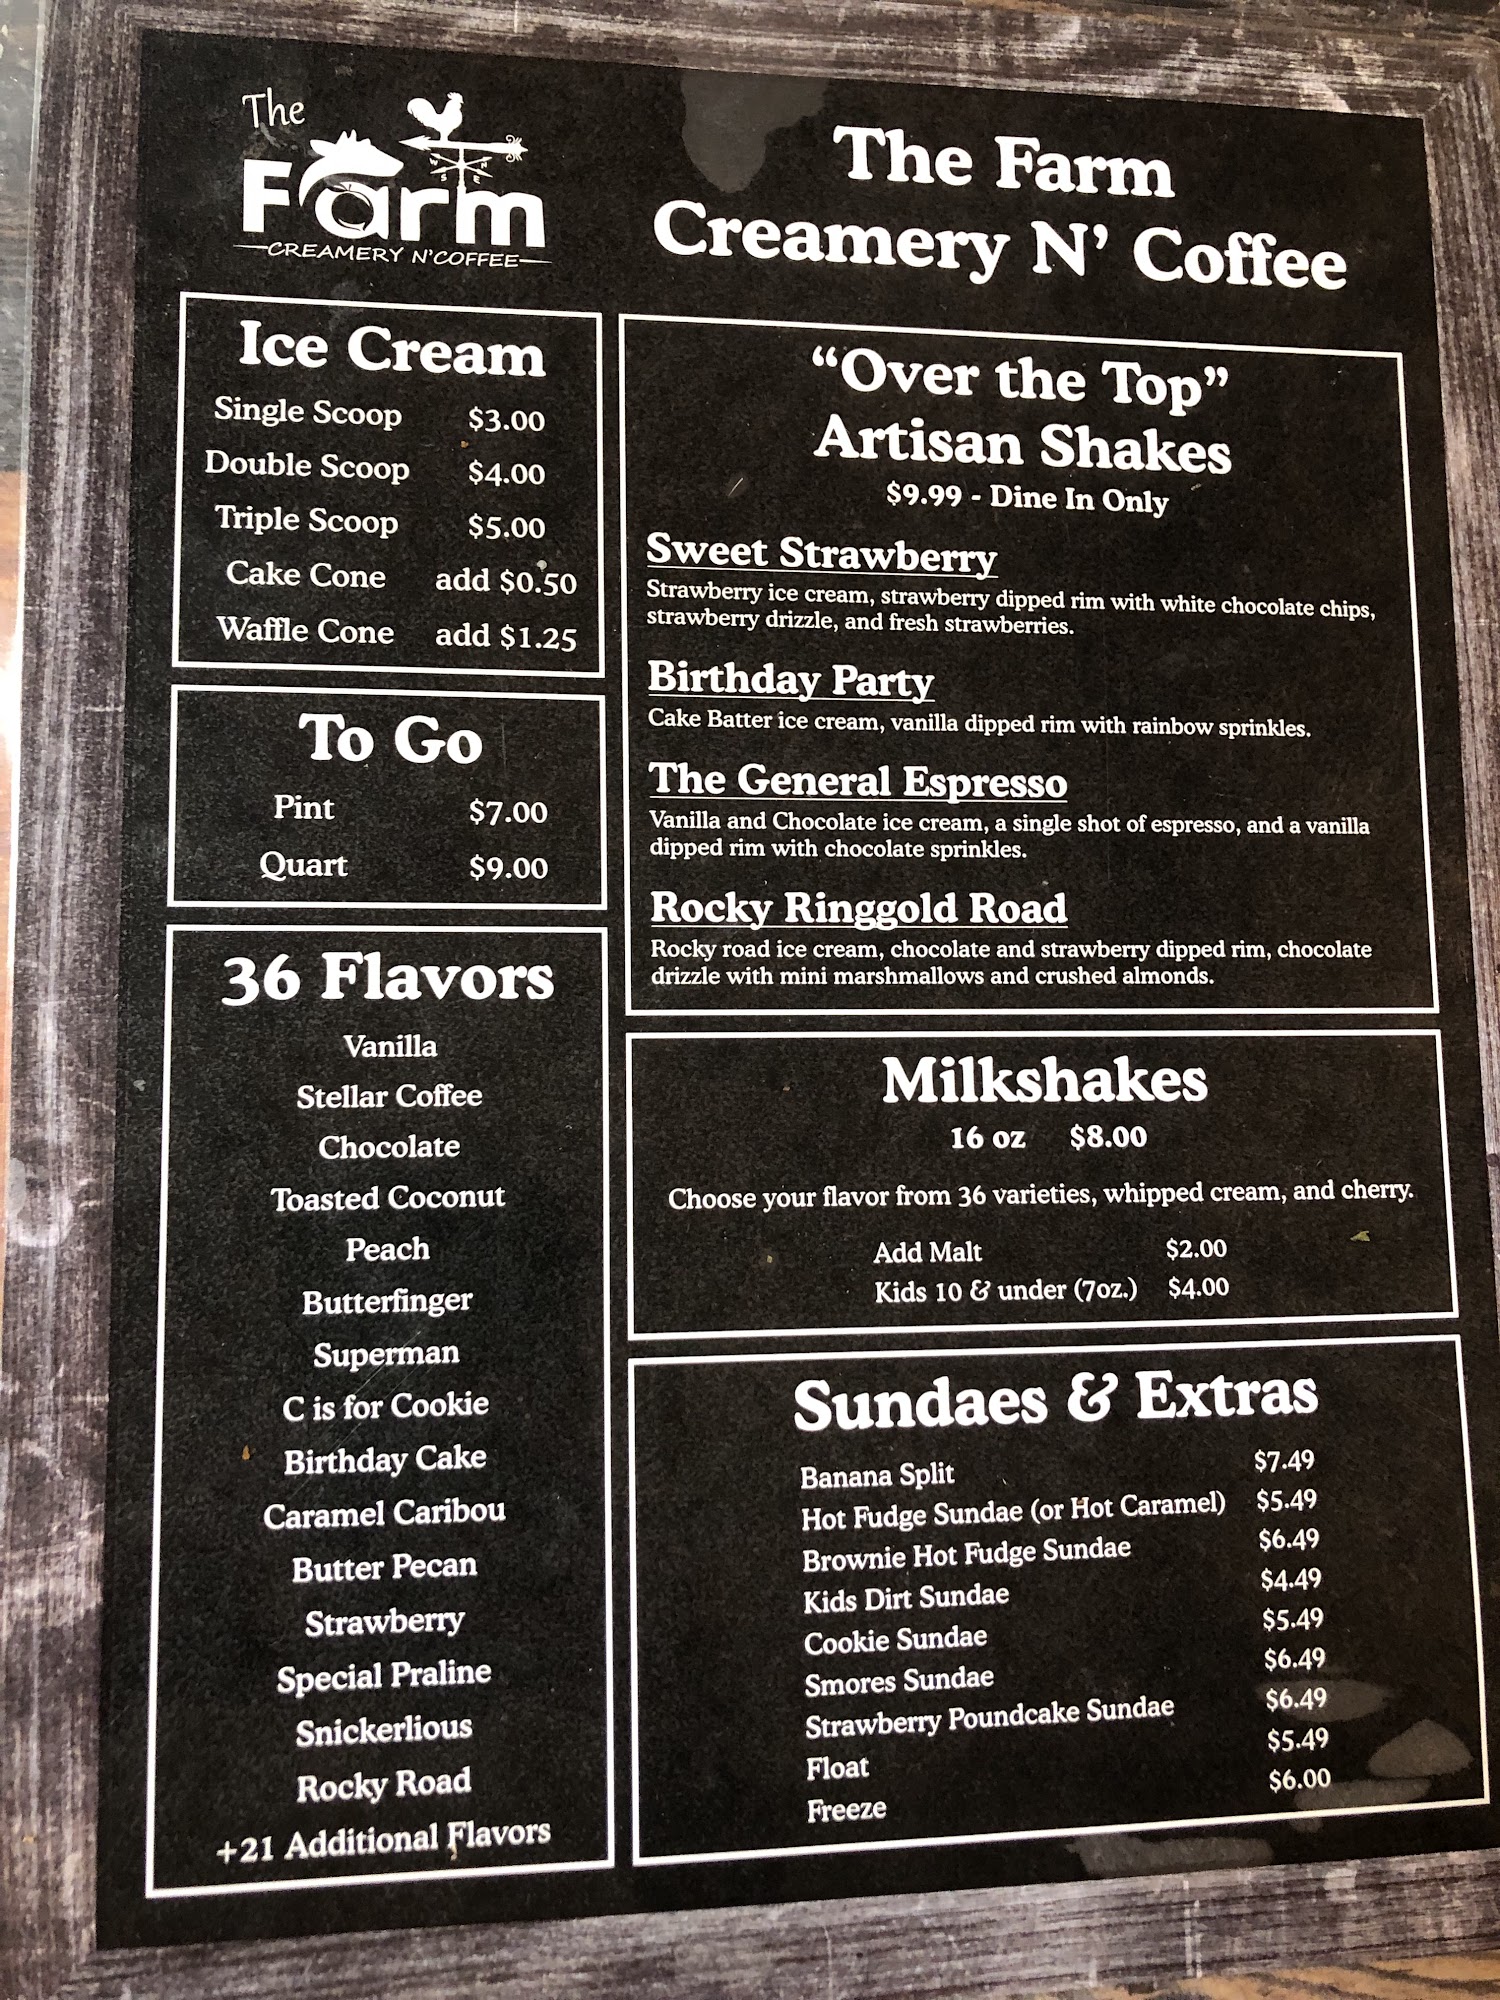 The
Farm
CREAMERY N'COFFEE
W N
S E
The Farm
Creamery N' Coffee
Ice Cream
Single Scoop $3.00
Double Scoop $4.00
Triple Scoop $5.00
Cake Cone add $0.50
Waffle Cone add $1.25
To Go
Pint $7.00
Quart $9.00
36 Flavors
Vanilla
Stellar Coffee
Chocolate
Toasted Coconut
Peach
Butterfinger
Superman
C is for Cookie
Birthday Cake
Caramel Caribou
Butter Pecan
Strawberry
Special Praline
Snickerlious
Rocky Road
+21 Additional Flavors
“Over the Top”
Artisan Shakes
$9.99 - Dine In Only
Sweet Strawberry
Strawberry ice cream, strawberry dipped rim with white chocolate chips,
strawberry drizzle, and fresh strawberries.
Birthday Party
Cake Batter ice cream, vanilla dipped rim with rainbow sprinkles.
The General Espresso
Vanilla and Chocolate ice cream, a single shot of espresso, and a vanilla
dipped rim with chocolate sprinkles.
Rocky Ringgold Road
Rocky road ice cream, chocolate and strawberry dipped rim, chocolate
drizzle with mini marshmallows and crushed almonds.
Milkshakes
16 oz $8.00
Choose your flavor from 36 varieties, whipped cream, and cherry.
Add Malt $2.00
Kids 10 & under (7oz.) $4.00
Sundaes & Extras
Banana Split $7.49
Hot Fudge Sundae (or Hot Caramel) $5.49
Brownie Hot Fudge Sundae $6.49
Kids Dirt Sundae $4.49
Cookie Sundae $5.49
Smores Sundae $6.49
Strawberry Poundcake Sundae $6.49
Float $5.49
Freeze $6.00